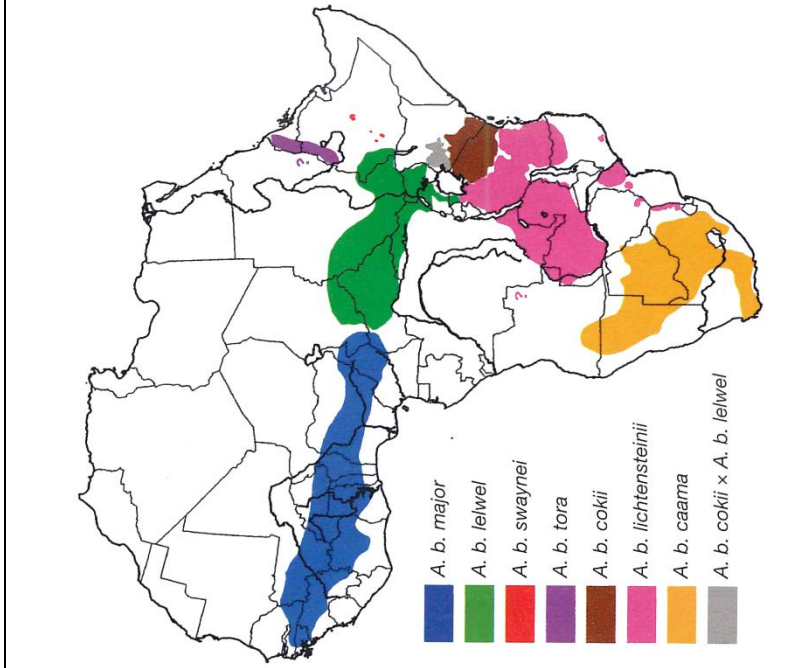 A. b. major
A. b. lelwel
A. b. swaynei
A. b. tora
A. b. cokii
A. b. lichtensteinii
A. b. caama
A. b. cokii × A. b. lelwel
?
?